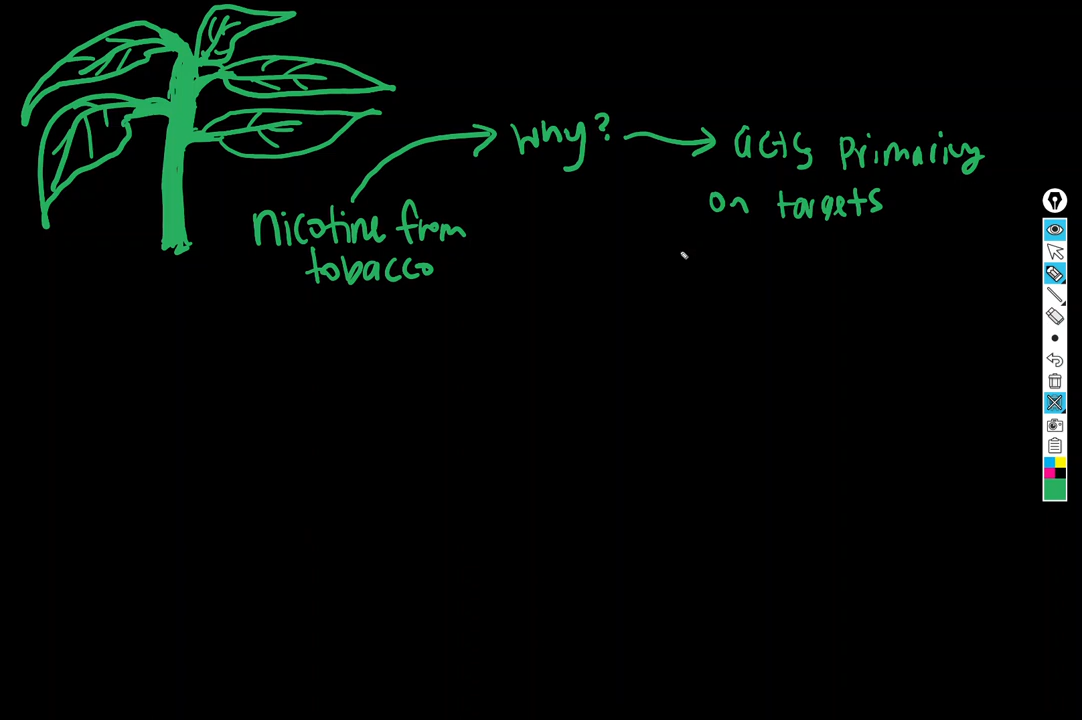 Why?
acts primarily
on targets
Nicotine from
tobacco